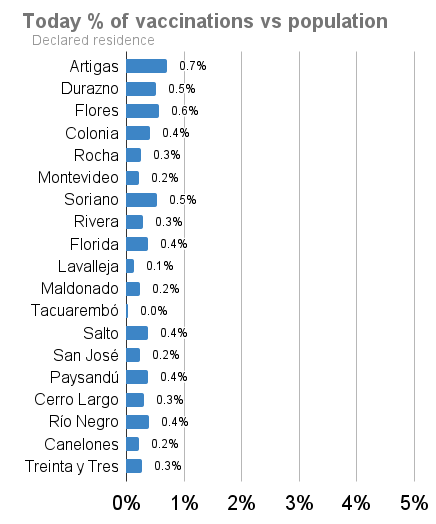 Today % of vaccinations vs population
Declared residence
Artigas 0.7%
Durazno 0.5%
Flores 0.6%
Colonia 0.4%
Rocha 0.3%
Montevideo 0.2%
Soriano 0.5%
Rivera 0.3%
Florida 0.4%
Lavalleja 0.1%
Maldonado 0.2%
Tacuarembó 0.0%
Salto 0.4%
San José 0.2%
Paysandú 0.4%
Cerro Largo 0.3%
Río Negro 0.4%
Canelones 0.2%
Treinta y Tres 0.3%
0% 1% 2% 3% 4% 5%